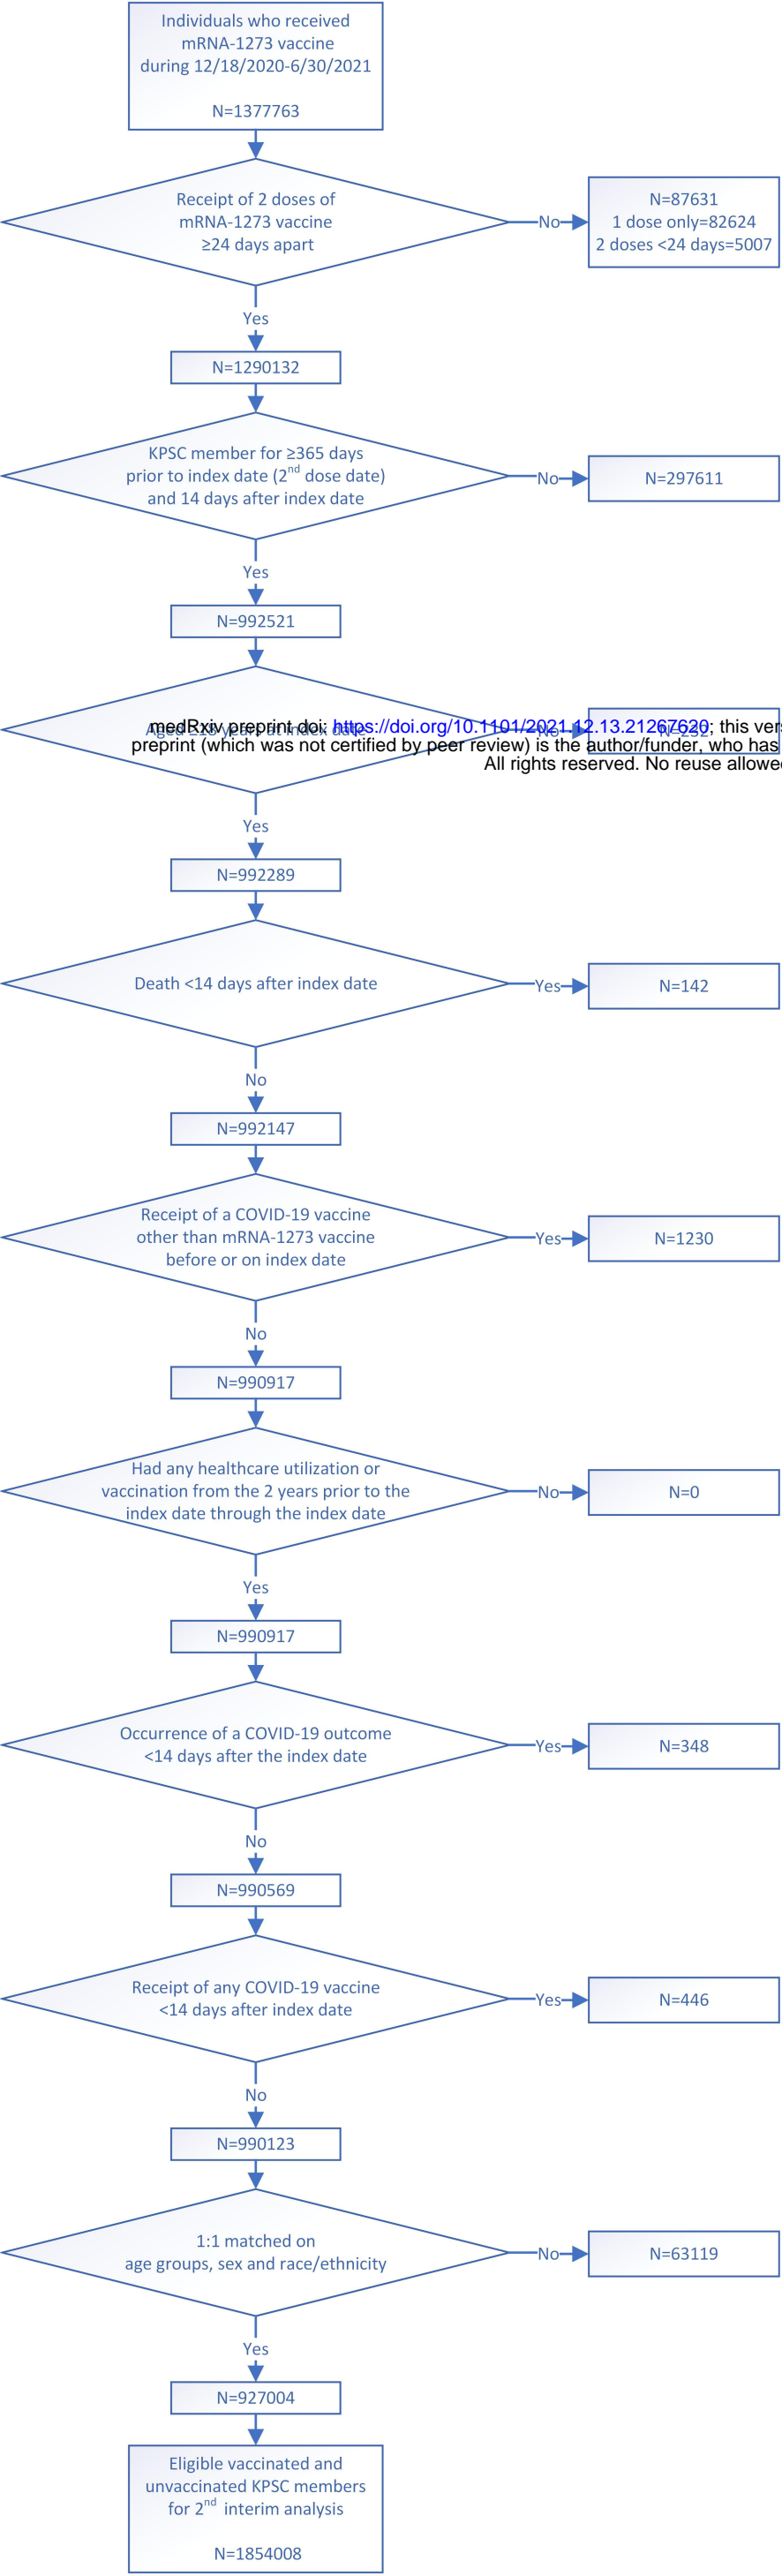 Individuals who received
mRNA-1273 vaccine
during 12/18/2020-6/30/2021
N=1377763
Receipt of 2 doses of
mRNA-1273 vaccine
≥24 days apart
No
N=87631
1 dose only=82624
2 doses <24 days=5007
Yes
N=1290132
KPSC member for ≥365 days
prior to index date (2nd dose date)
and 14 days after index date
No
N=297611
Yes
N=992521
Aged ≥18 years at index date
No
N=232
medRxiv preprint doi: https://doi.org/10.1101/2021.12.13.21267620; this
preprint (which was not certified by peer review) is the author/funder, who has
All rights reserved. No reuse
Yes
N=992289
Death <14 days after index date
Yes
N=142
No
N=992147
Receipt of a COVID-19 vaccine
other than mRNA-1273 vaccine
before or on index date
Yes
N=1230
No
N=990917
Had any healthcare utilization or
vaccination from the 2 years prior to the
index date through the index date
No
N=0
Yes
N=990917
Occurrence of a COVID-19 outcome
<14 days after the index date
Yes
N=348
No
N=990569
Receipt of any COVID-19 vaccine
<14 days after index date
Yes
N=446
No
N=990123
1:1 matched on
age groups, sex and race/ethnicity
No
N=63119
Yes
N=927004
Eligible vaccinated and
unvaccinated KPSC members
for 2nd interim analysis
N=1854008